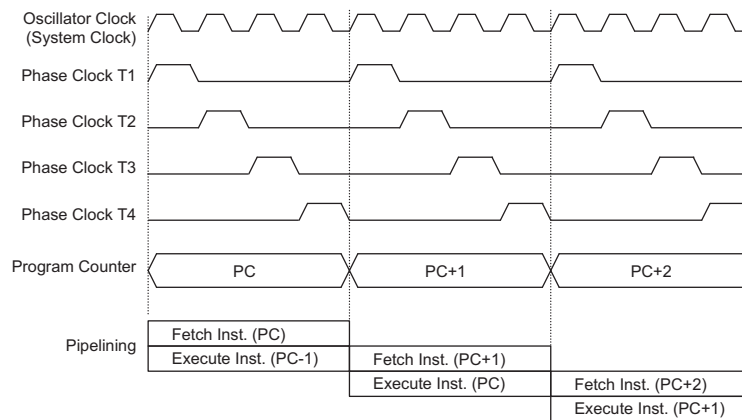 Oscillator Clock
(System Clock)
Phase Clock T1
Phase Clock T2
Phase Clock T3
Phase Clock T4
Program Counter
PC
PC+1
PC+2
Pipelining
Fetch Inst. (PC)
Execute Inst. (PC-1)
Fetch Inst. (PC+1)
Execute Inst. (PC)
Fetch Inst. (PC+2)
Execute Inst. (PC+1)